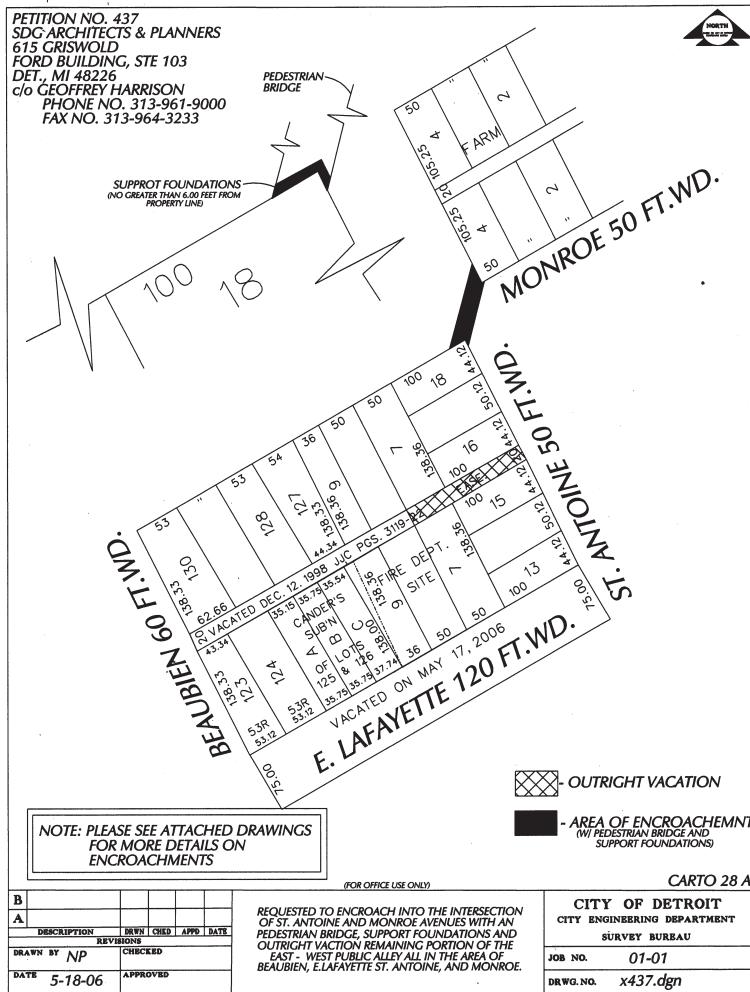 PETITION NO. 437
SDG ARCHITECTS & PLANNERS
615 GRISWOLD
FORD BUILDING, STE 103
DET., MI 48226
c/o GEOFFREY HARRISON
PHONE NO. 313-961-9000
FAX NO. 313-964-3233
NORTH
PEDESTRIAN
BRIDGE
SUPPROT FOUNDATIONS
(NO GREATER THAN 6.00 FEET FROM
PROPERTY LINE)
100
18
50
"
"
4
2
105.25
FARM
20
105.25
4
2
"
"
50
MONROE 50 FT.WD.
ST. ANTOINE 50 FT.WD.
BEAUBIEN 60 FT.WD.
E. LAFAYETTE 120 FT.WD.
53
"
53
54
36
50
50
100
18
44.12
50.12
44.12
138.33
130
128
127
138.33
138.36
9
7
138.36
16
100
62.66
44.34
20
VACATED DEC. 12, 1998 JJC PGS. 3119-
EASE.
43.34
138.33
123
124
35.15
35.75
35.54
CANDER'S
SUB'N
A B C
OF LOTS
125 & 126
138.00
138.36
9
FIRE DEPT.
SITE
7
138.36
100
15
44.12
50.12
44.12
13
100
53R
53.12
53R
53.12
35.75
35.75
37.74
36
50
50
75.00
VACATED ON MAY 17, 2006
75.00
- OUTRIGHT VACATION
- AREA OF ENCROACHEMNT
(W/ PEDESTRIAN BRIDGE AND
SUPPORT FOUNDATIONS)
NOTE: PLEASE SEE ATTACHED DRAWINGS
FOR MORE DETAILS ON
ENCROACHMENTS
(FOR OFFICE USE ONLY)
CARTO 28 A
B
A
DESCRIPTION DRWN CHKD APPD DATE
REVISIONS
DRAWN BY NP CHECKED
DATE 5-18-06 APPROVED
REQUESTED TO ENCROACH INTO THE INTERSECTION
OF ST. ANTOINE AND MONROE AVENUES WITH AN
PEDESTRIAN BRIDGE, SUPPORT FOUNDATIONS AND
OUTRIGHT VACTION REMAINING PORTION OF THE
EAST - WEST PUBLIC ALLEY ALL IN THE AREA OF
BEAUBIEN, E.LAFAYETTE ST. ANTOINE, AND MONROE.
CITY OF DETROIT
CITY ENGINEERING DEPARTMENT
SURVEY BUREAU
JOB NO. 01-01
DRWG. NO. x437.dgn